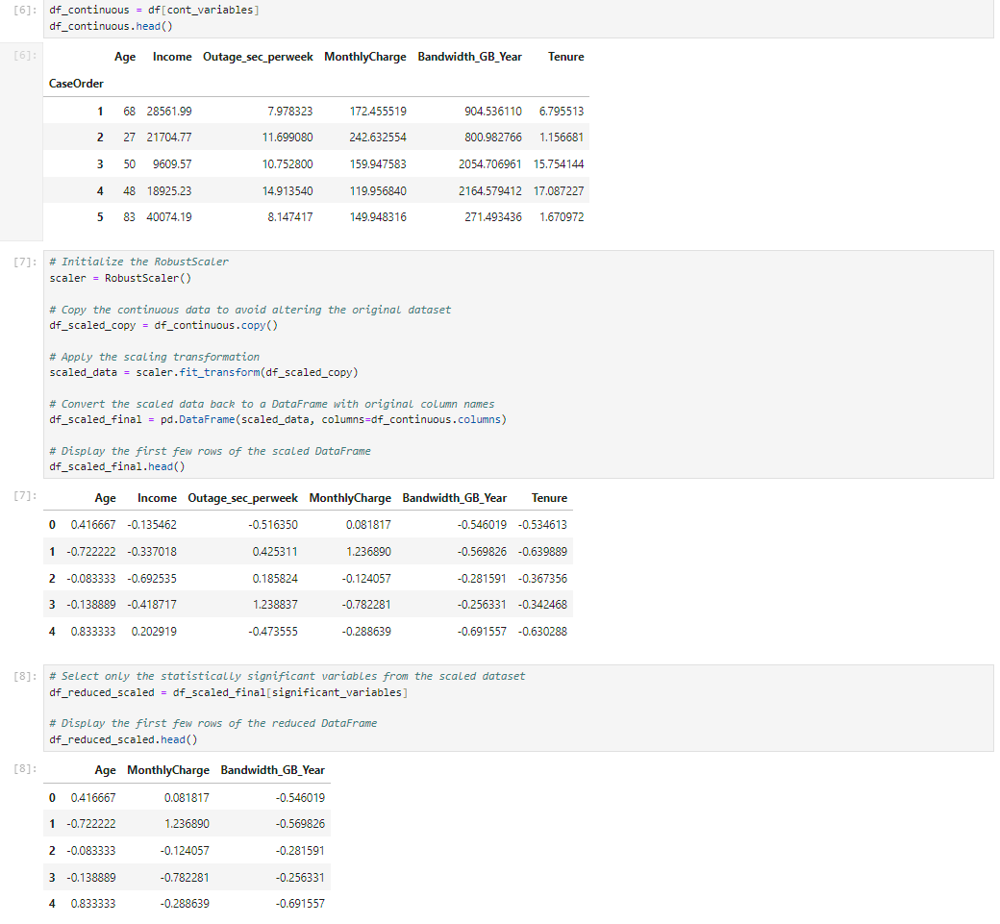 [6]: df_continuous = df[cont_variables]
df_continuous.head()
[6]: Age Income Outage_sec_perweek MonthlyCharge Bandwidth_GB_Year Tenure
CaseOrder
1 68 28561.99 7.978323 172.455519 904.536110 6.795513
2 27 21704.77 11.699080 242.632554 800.982766 1.156681
3 50 9609.57 10.752800 159.947583 2054.706961 15.754144
4 48 18925.23 14.913540 119.956840 2164.579412 17.087227
5 83 40074.19 8.147417 149.948316 271.493436 1.670972
[7]: # Initialize the RobustScaler
scaler = RobustScaler()
# Copy the continuous data to avoid altering the original dataset
df_scaled_copy = df_continuous.copy()
# Apply the scaling transformation
scaled_data = scaler.fit_transform(df_scaled_copy)
# Convert the scaled data back to a DataFrame with original column names
df_scaled_final = pd.DataFrame(scaled_data, columns=df_continuous.columns)
# Display the first few rows of the scaled DataFrame
df_scaled_final.head()
[7]: Age Income Outage_sec_perweek MonthlyCharge Bandwidth_GB_Year Tenure
0 0.416667 -0.135462 -0.516350 0.081817 -0.546019 -0.534613
1 -0.722222 -0.337018 0.425311 1.236890 -0.569826 -0.639889
2 -0.083333 -0.692535 0.185824 -0.124057 -0.281591 -0.367356
3 -0.138889 -0.418717 1.238837 -0.782281 -0.256331 -0.342468
4 0.833333 0.202919 -0.473555 -0.288639 -0.691557 -0.630288
[8]: # Select only the statistically significant variables from the scaled dataset
df_reduced_scaled = df_scaled_final[significant_variables]
# Display the first few rows of the reduced DataFrame
df_reduced_scaled.head()
[8]: Age MonthlyCharge Bandwidth_GB_Year
0 0.416667 0.081817 -0.546019
1 -0.722222 1.236890 -0.569826
2 -0.083333 -0.124057 -0.281591
3 -0.138889 -0.782281 -0.256331
4 0.833333 -0.288639 -0.691557